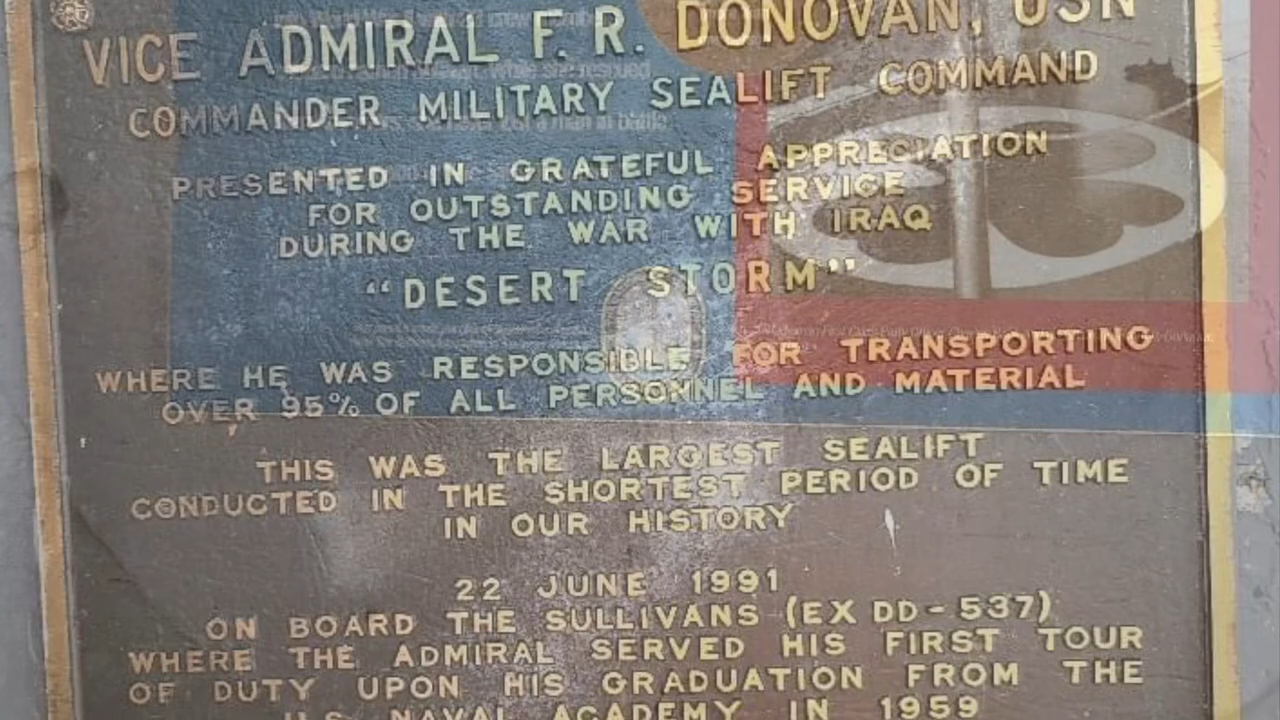 VICE ADMIRAL F. R. DONOVAN, USN
COMMANDER MILITARY SEALIFT COMMAND
PRESENTED IN GRATEFUL APPRECIATION
FOR OUTSTANDING SERVICE
DURING THE WAR WITH IRAQ
"DESERT STORM"
WHERE HE WAS RESPONSIBLE FOR TRANSPORTING
OVER 95% OF ALL PERSONNEL AND MATERIAL
THIS WAS THE LARGEST SEALIFT
CONDUCTED IN THE SHORTEST PERIOD OF TIME
IN OUR HISTORY
22 JUNE 1991
ON BOARD THE SULLIVANS (EX DD-537)
WHERE THE ADMIRAL SERVED HIS FIRST TOUR
OF DUTY UPON HIS GRADUATION FROM THE
U.S. NAVAL ACADEMY IN 1959